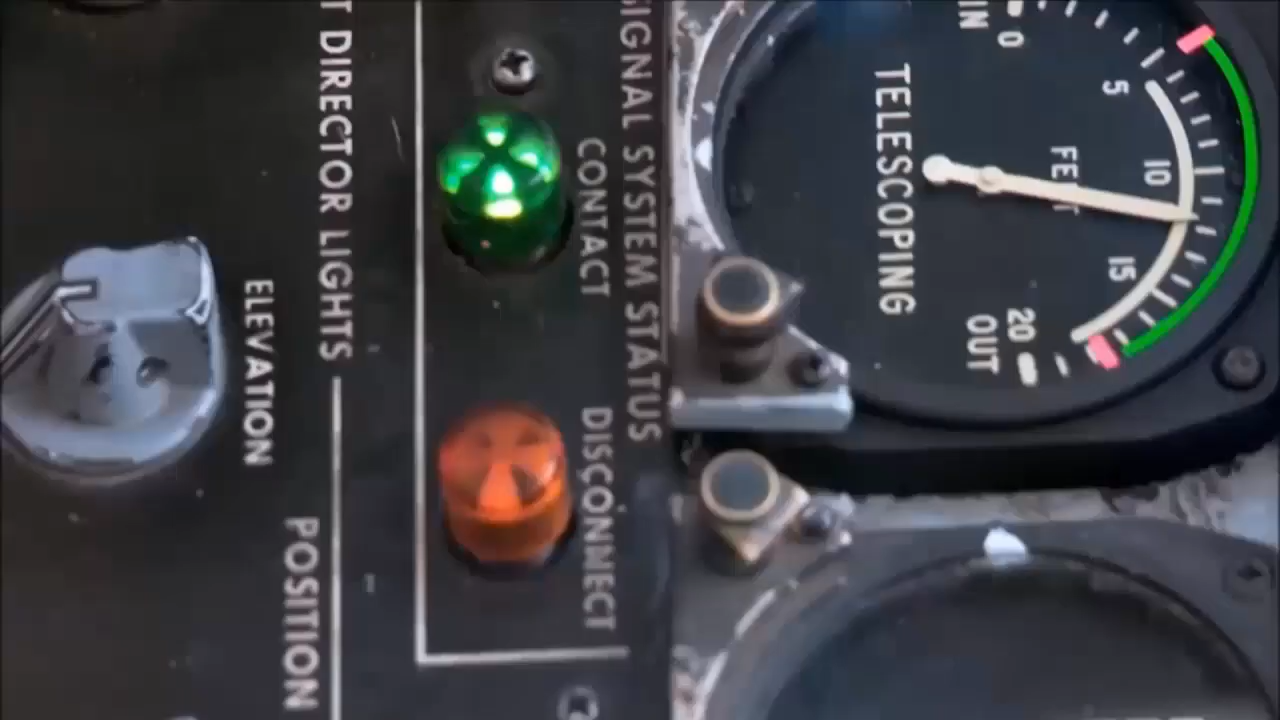 T DIRECTOR LIGHTS
ELEVATION
POSITION
SIGNAL SYSTEM STATUS
CONTACT
DISCONNECT
TELESCOPING
IN
0
5
10
15
20
OUT
FEET